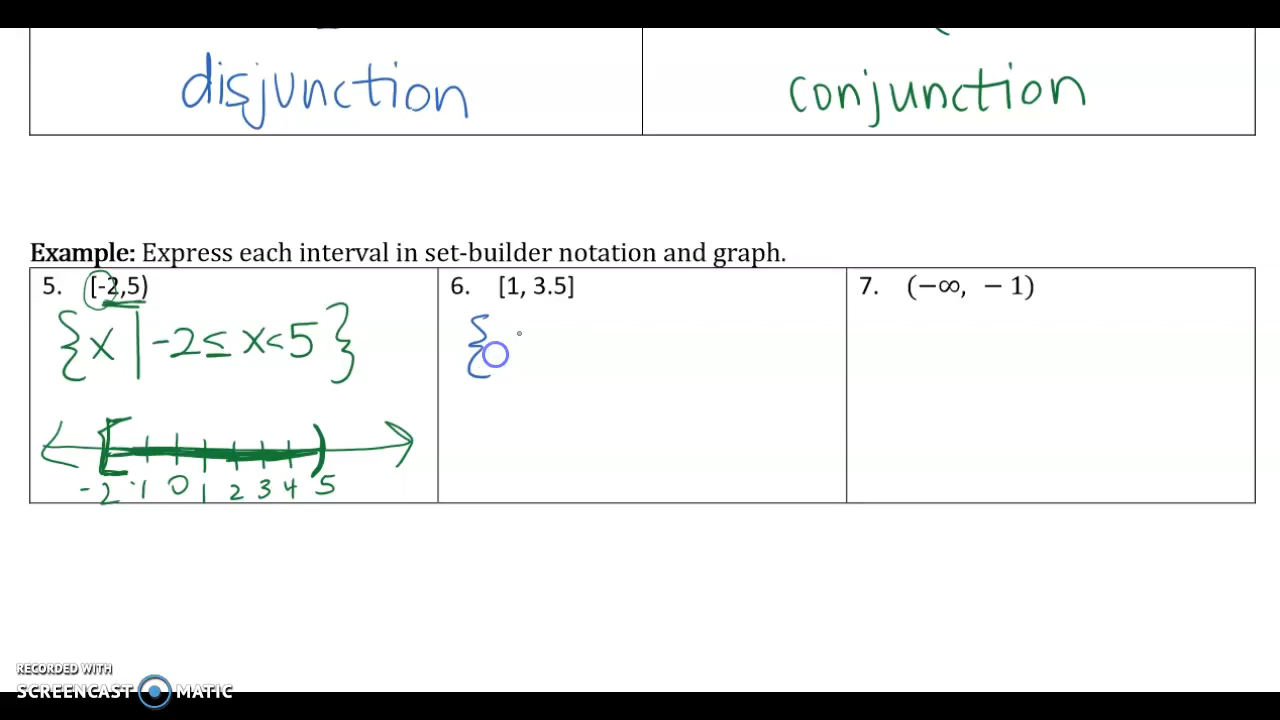 disjunction
conjunction
Example: Express each interval in set-builder notation and graph.
5. [-2,5)
{x | -2 ≤ x < 5}
-2 -1 0 1 2 3 4 5
6. [1, 3.5]
{
7. (−∞, −1)
RECORDED WITH
SCREENCAST MATIC